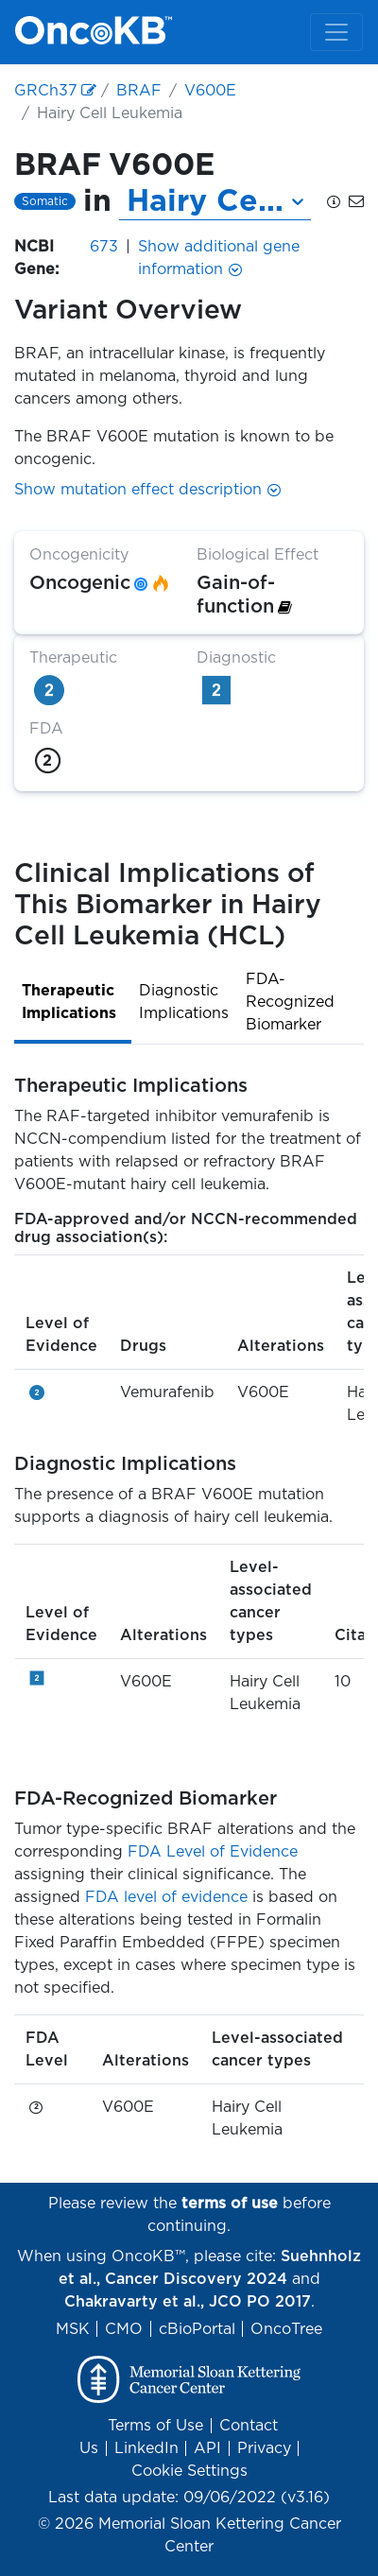 OncoKB™
GRCh37 / BRAF / V600E
/ Hairy Cell Leukemia
BRAF V600E
Somatic in Hairy Ce...
NCBI 673 | Show additional gene
Gene: information
Variant Overview
BRAF, an intracellular kinase, is frequently
mutated in melanoma, thyroid and lung
cancers among others.
The BRAF V600E mutation is known to be
oncogenic.
Show mutation effect description
Oncogenicity Biological Effect
Oncogenic Gain-of-
function
Therapeutic Diagnostic
2 2
FDA
2
Clinical Implications of
This Biomarker in Hairy
Cell Leukemia (HCL)
Therapeutic Diagnostic FDA-
Implications Implications Recognized
Biomarker
Therapeutic Implications
The RAF-targeted inhibitor vemurafenib is
NCCN-compendium listed for the treatment of
patients with relapsed or refractory BRAF
V600E-mutant hairy cell leukemia.
FDA-approved and/or NCCN-recommended
drug association(s):
Le
as
ca
Level of
Evidence Drugs Alterations ty
2 Vemurafenib V600E Ha
Le
Diagnostic Implications
The presence of a BRAF V600E mutation
supports a diagnosis of hairy cell leukemia.
Level-
associated
Level of cancer
Evidence Alterations types Cita
2 V600E Hairy Cell 10
Leukemia
FDA-Recognized Biomarker
Tumor type-specific BRAF alterations and the
corresponding FDA Level of Evidence
assigning their clinical significance. The
assigned FDA level of evidence is based on
these alterations being tested in Formalin
Fixed Paraffin Embedded (FFPE) specimen
types, except in cases where specimen type is
not specified.
FDA Level-associated
Level Alterations cancer types
2 V600E Hairy Cell
Leukemia
Please review the terms of use before
continuing.
When using OncoKB™, please cite: Suehnholz
et al., Cancer Discovery 2024 and
Chakravarty et al., JCO PO 2017.
MSK | CMO | cBioPortal | OncoTree
Memorial Sloan Kettering
Cancer Center
Terms of Use | Contact
Us | LinkedIn | API | Privacy |
Cookie Settings
Last data update: 09/06/2022 (v3.16)
© 2026 Memorial Sloan Kettering Cancer
Center